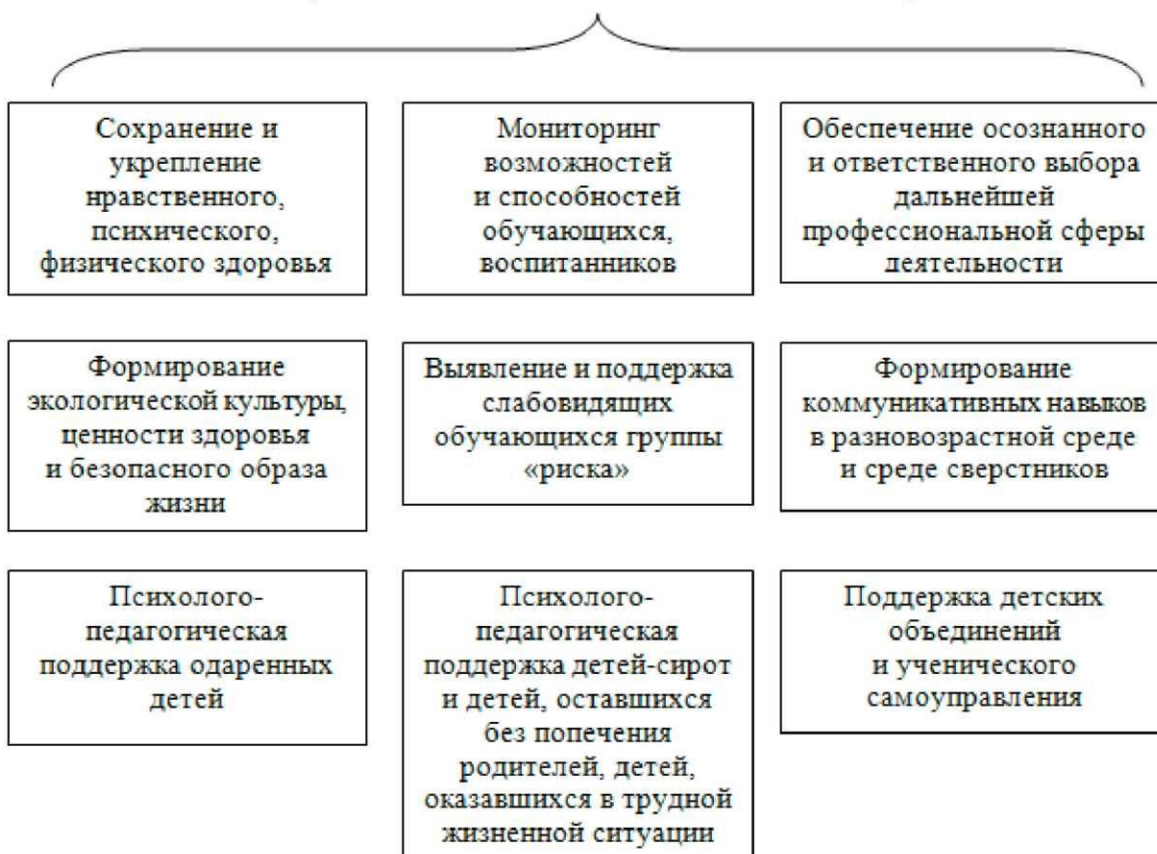 Сохранение и
укрепление
нравственного,
психического,
физического здоровья
Мониторинг
возможностей
и способностей
обучающихся,
воспитанников
Обеспечение осознанного
и ответственного выбора
дальнейшей
профессиональной сферы
деятельности
Формирование
экологической культуры,
ценности здоровья
и безопасного образа
жизни
Выявление и поддержка
слабовидящих
обучающихся группы
«риска»
Формирование
коммуникативных навыков
в разновозрастной среде
и среде сверстников
Психолого-
педагогическая
поддержка одаренных
детей
Психолого-
педагогическая
поддержка детей-сирот
и детей, оставшихся
без попечения
родителей, детей,
оказавшихся в трудной
жизненной ситуации
Поддержка детских
объединений
и ученического
самоуправления